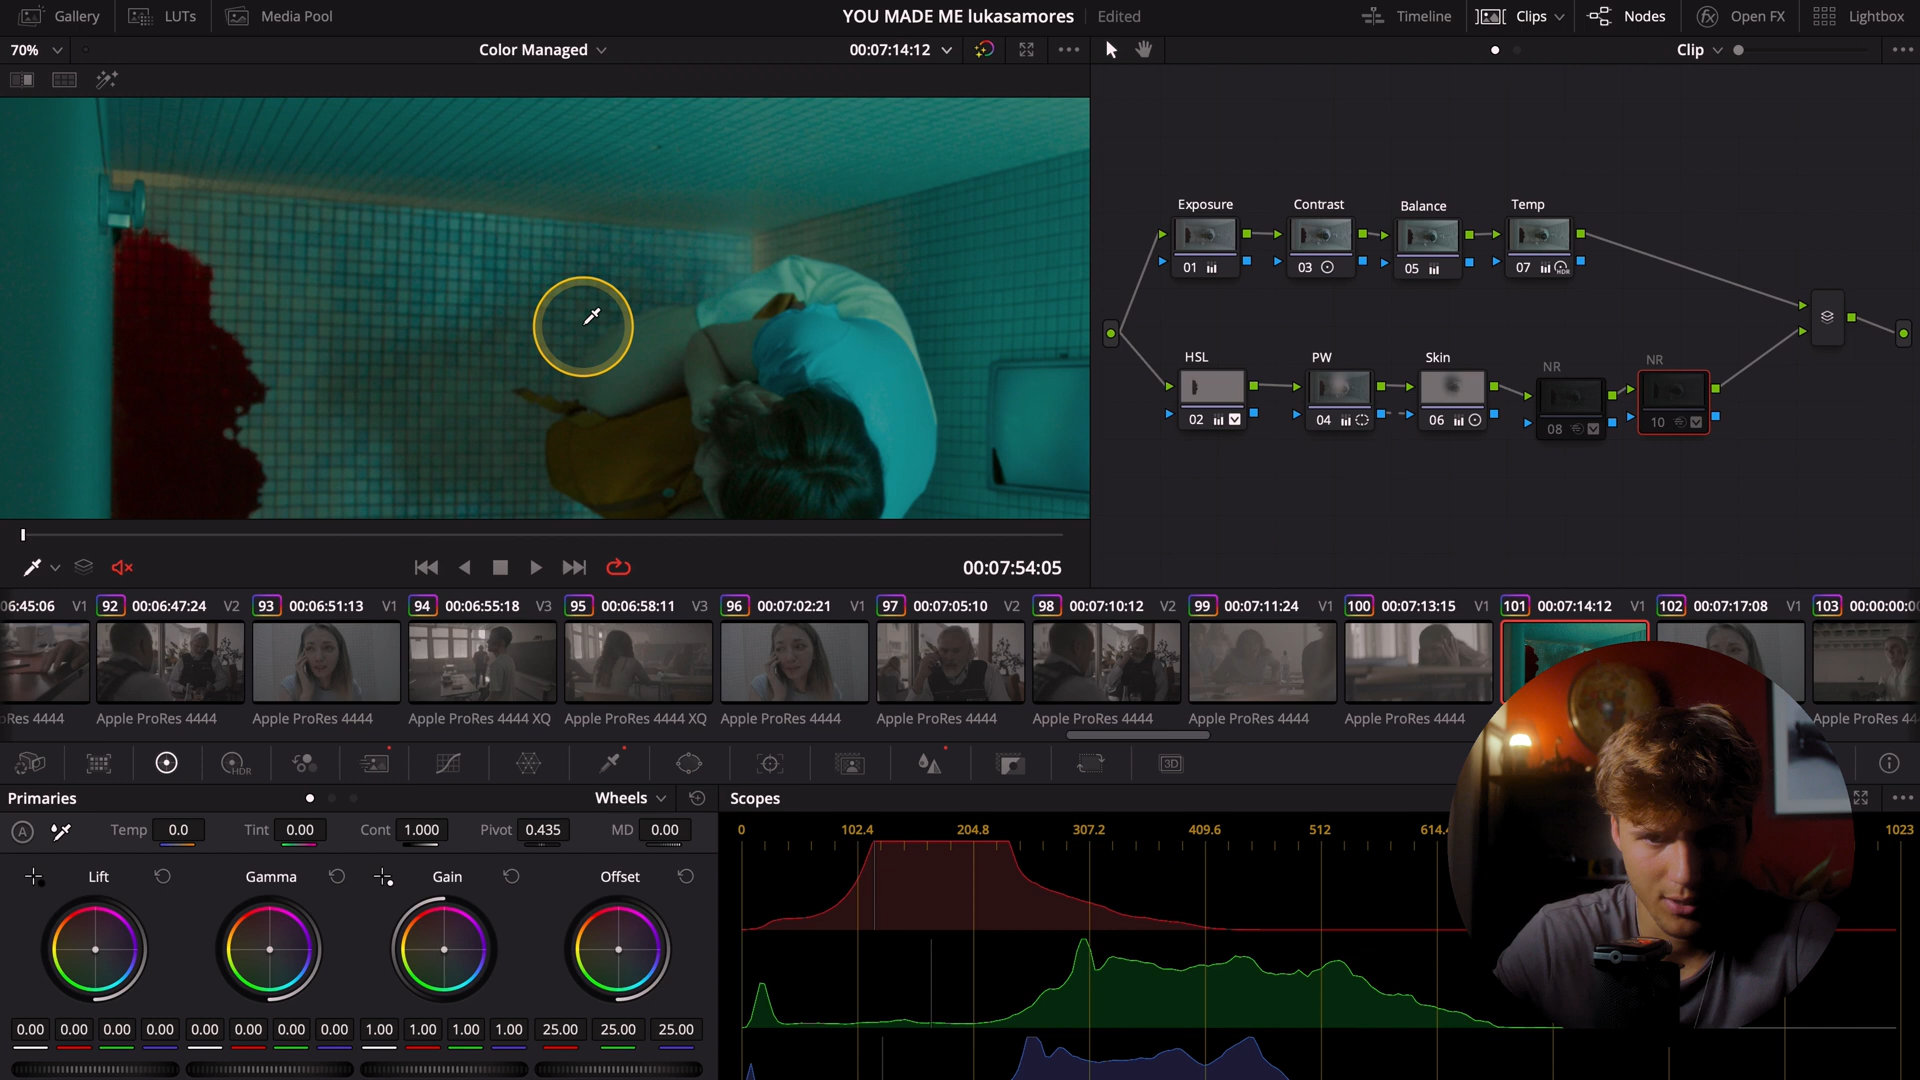 Gallery LUTs Media Pool YOU MADE ME lukasamores Edited Timeline Clips Nodes Open FX Lightbox
70% Color Managed 00:07:14:12 Clip
Exposure Contrast Balance Temp
01 03 05 07 HDR
HSL PW Skin NR NR
02 04 06 08 10
00:07:54:05
06:45:06 V1 92 00:06:47:24 V2 93 00:06:51:13 V1 94 00:06:55:18 V3 95 00:06:58:11 V3 96 00:07:02:21 V1 97 00:07:05:10 V2 98 00:07:10:12 V2 99 00:07:11:24 V1 100 00:07:13:15 V1 101 00:07:14:12 V1 102 00:07:17:08 V1 103 00:00:00:0
Res 4444 Apple ProRes 4444 Apple ProRes 4444 Apple ProRes 4444 XQ Apple ProRes 4444 XQ Apple ProRes 4444 Apple ProRes 4444 Apple ProRes 4444 Apple ProRes 4444 Apple ProRes 4444 Apple ProRes 4
HDR 3D
Primaries Wheels Scopes
A Temp 0.0 Tint 0.00 Cont 1.000 Pivot 0.435 MD 0.00
0 102.4 204.8 307.2 409.6 512 614.4 1023
Lift Gamma Gain Offset
0.00 0.00 0.00 0.00 0.00 0.00 0.00 0.00 1.00 1.00 1.00 1.00 25.00 25.00 25.00